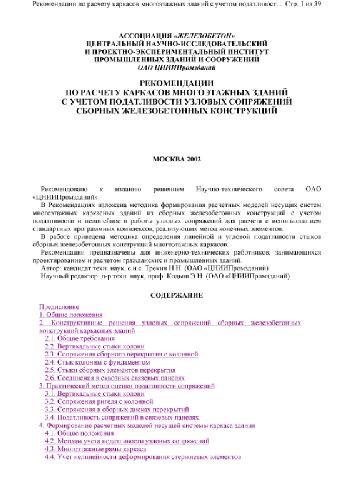 Рекомендации по расчету каркасов многоэтажных зданий с учетом податливост... Стр. 1 из 39
АССОЦИАЦИЯ «ЖЕЛЕЗОБЕТОН»
ЦЕНТРАЛЬНЫЙ НАУЧНО-ИССЛЕДОВАТЕЛЬСКИЙ
И ПРОЕКТНО-ЭКСПЕРИМЕНТАЛЬНЫЙ ИНСТИТУТ
ПРОМЫШЛЕННЫХ ЗДАНИЙ И СООРУЖЕНИЙ
ОАО ЦНИИПромзданий
РЕКОМЕНДАЦИИ
ПО РАСЧЕТУ КАРКАСОВ МНОГОЭТАЖНЫХ ЗДАНИЙ
С УЧЕТОМ ПОДАТЛИВОСТИ УЗЛОВЫХ СОПРЯЖЕНИЙ
СБОРНЫХ ЖЕЛЕЗОБЕТОННЫХ КОНСТРУКЦИЙ
МОСКВА 2002
Рекомендовано к изданию решением Научно-технического совета ОАО
«ЦНИИПромзданий».
В Рекомендациях изложена методика формирования расчетных моделей несущих систем
многоэтажных каркасных зданий из сборных железобетонных конструкций с учетом
податливости и нелинейной работы узловых сопряжений для расчета с использованием
стандартных программных комплексов, реализующих метод конечных элементов.
В работе приведена методика определения линейной и угловой податливости стыков
сборных железобетонных конструкций многоэтажных каркасов.
Рекомендации предназначены для инженерно-технических работников, занимающихся
проектированием и расчетом гражданских и промышленных зданий.
Автор: кандидат техн. наук, с.н.с. Трекин Н.Н. (ОАО «ЦНИИПромзданий»)
Научный редактор: д-р техн. наук, проф. Кодыш Э.Н. (ОАО «ЦНИИПромзданий»)
СОДЕРЖАНИЕ
Предисловие
1. Общие положения
2. Конструктивные решения узловых сопряжений сборных железобетонных
конструкций каркасных зданий
2.1. Общие требования
2.2. Вертикальные стыки колонн
2.3. Сопряжения сборного перекрытия с колонной
2.4. Стык колонны с фундаментом
2.5. Стыки сборных элементов перекрытия
2.6. Соединения в сквозных связевых панелях
3. Практический метод оценки податливости сопряжений
3.1. Вертикальные стыки колонн
3.2. Сопряжения ригеля с колонной
3.3. Сопряжения в сборных дисках перекрытий
3.4. Податливость сопряжений в связевых панелях
4. Формирование расчетных моделей несущей системы каркаса здания
4.1. Общие положения
4.2. Методы учета податливости узловых сопряжений
4.3. Многоэтажные рамы каркаса
4.4. Учет нелинейности деформирования стержневых элементов